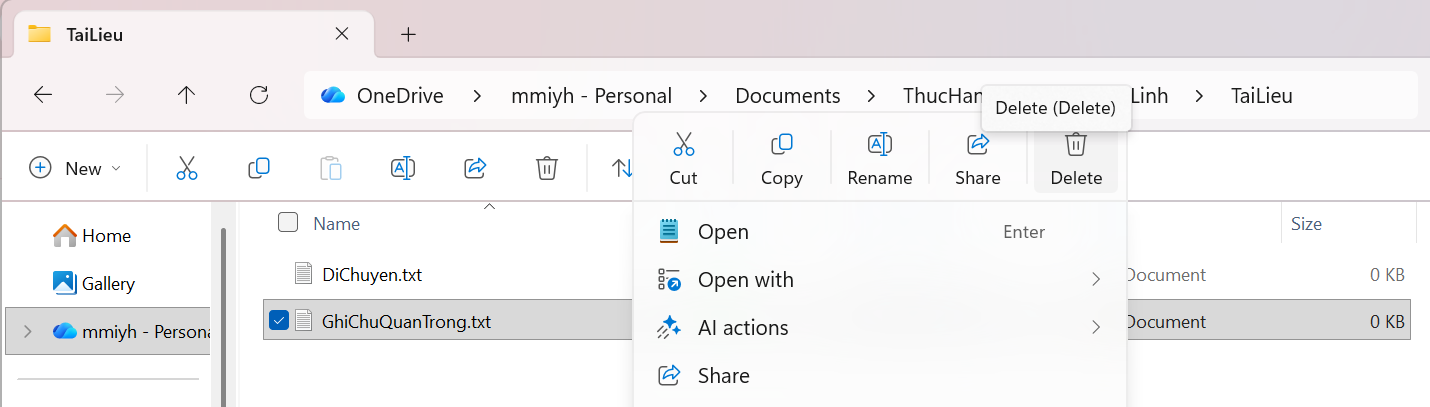 TaiLieu
OneDrive > mmiyh - Personal > Documents > ThucHan Linh > TaiLieu
Delete (Delete)
New
Cut Copy Rename Share Delete
Home
Gallery
mmiyh - Persona
Name
Size
DiChuyen.txt Document 0 KB
GhiChuQuanTrong.txt Document 0 KB
Open Enter
Open with
AI actions
Share